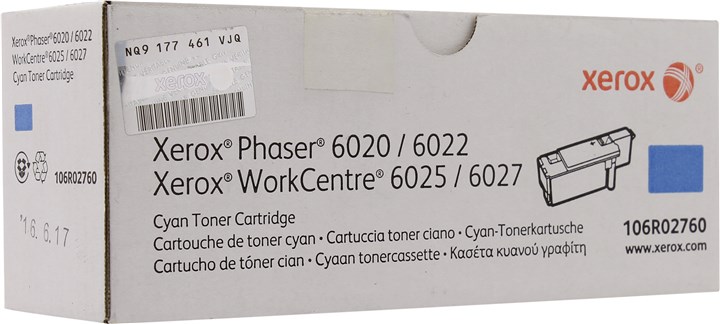 Xerox® Phaser® 6020 / 6022
WorkCentre® 6025 / 6027
Cyan Toner Cartridge
106R02760
'16.6.17
NQ9 177 461 VJQ
xerox
xerox
Xerox® Phaser® 6020 / 6022
Xerox® WorkCentre® 6025 / 6027
Cyan Toner Cartridge
Cartouche de toner cyan • Cartuccia toner ciano • Cyan-Tonerkartusche
Cartucho de tóner cian • Cyaan tonercassette • Κασέτα κυανού γραφίτη
106R02760
www.xerox.com